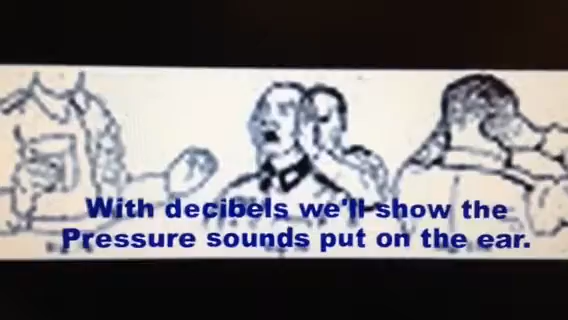 With decibels we'll show the
Pressure sounds put on the ear.